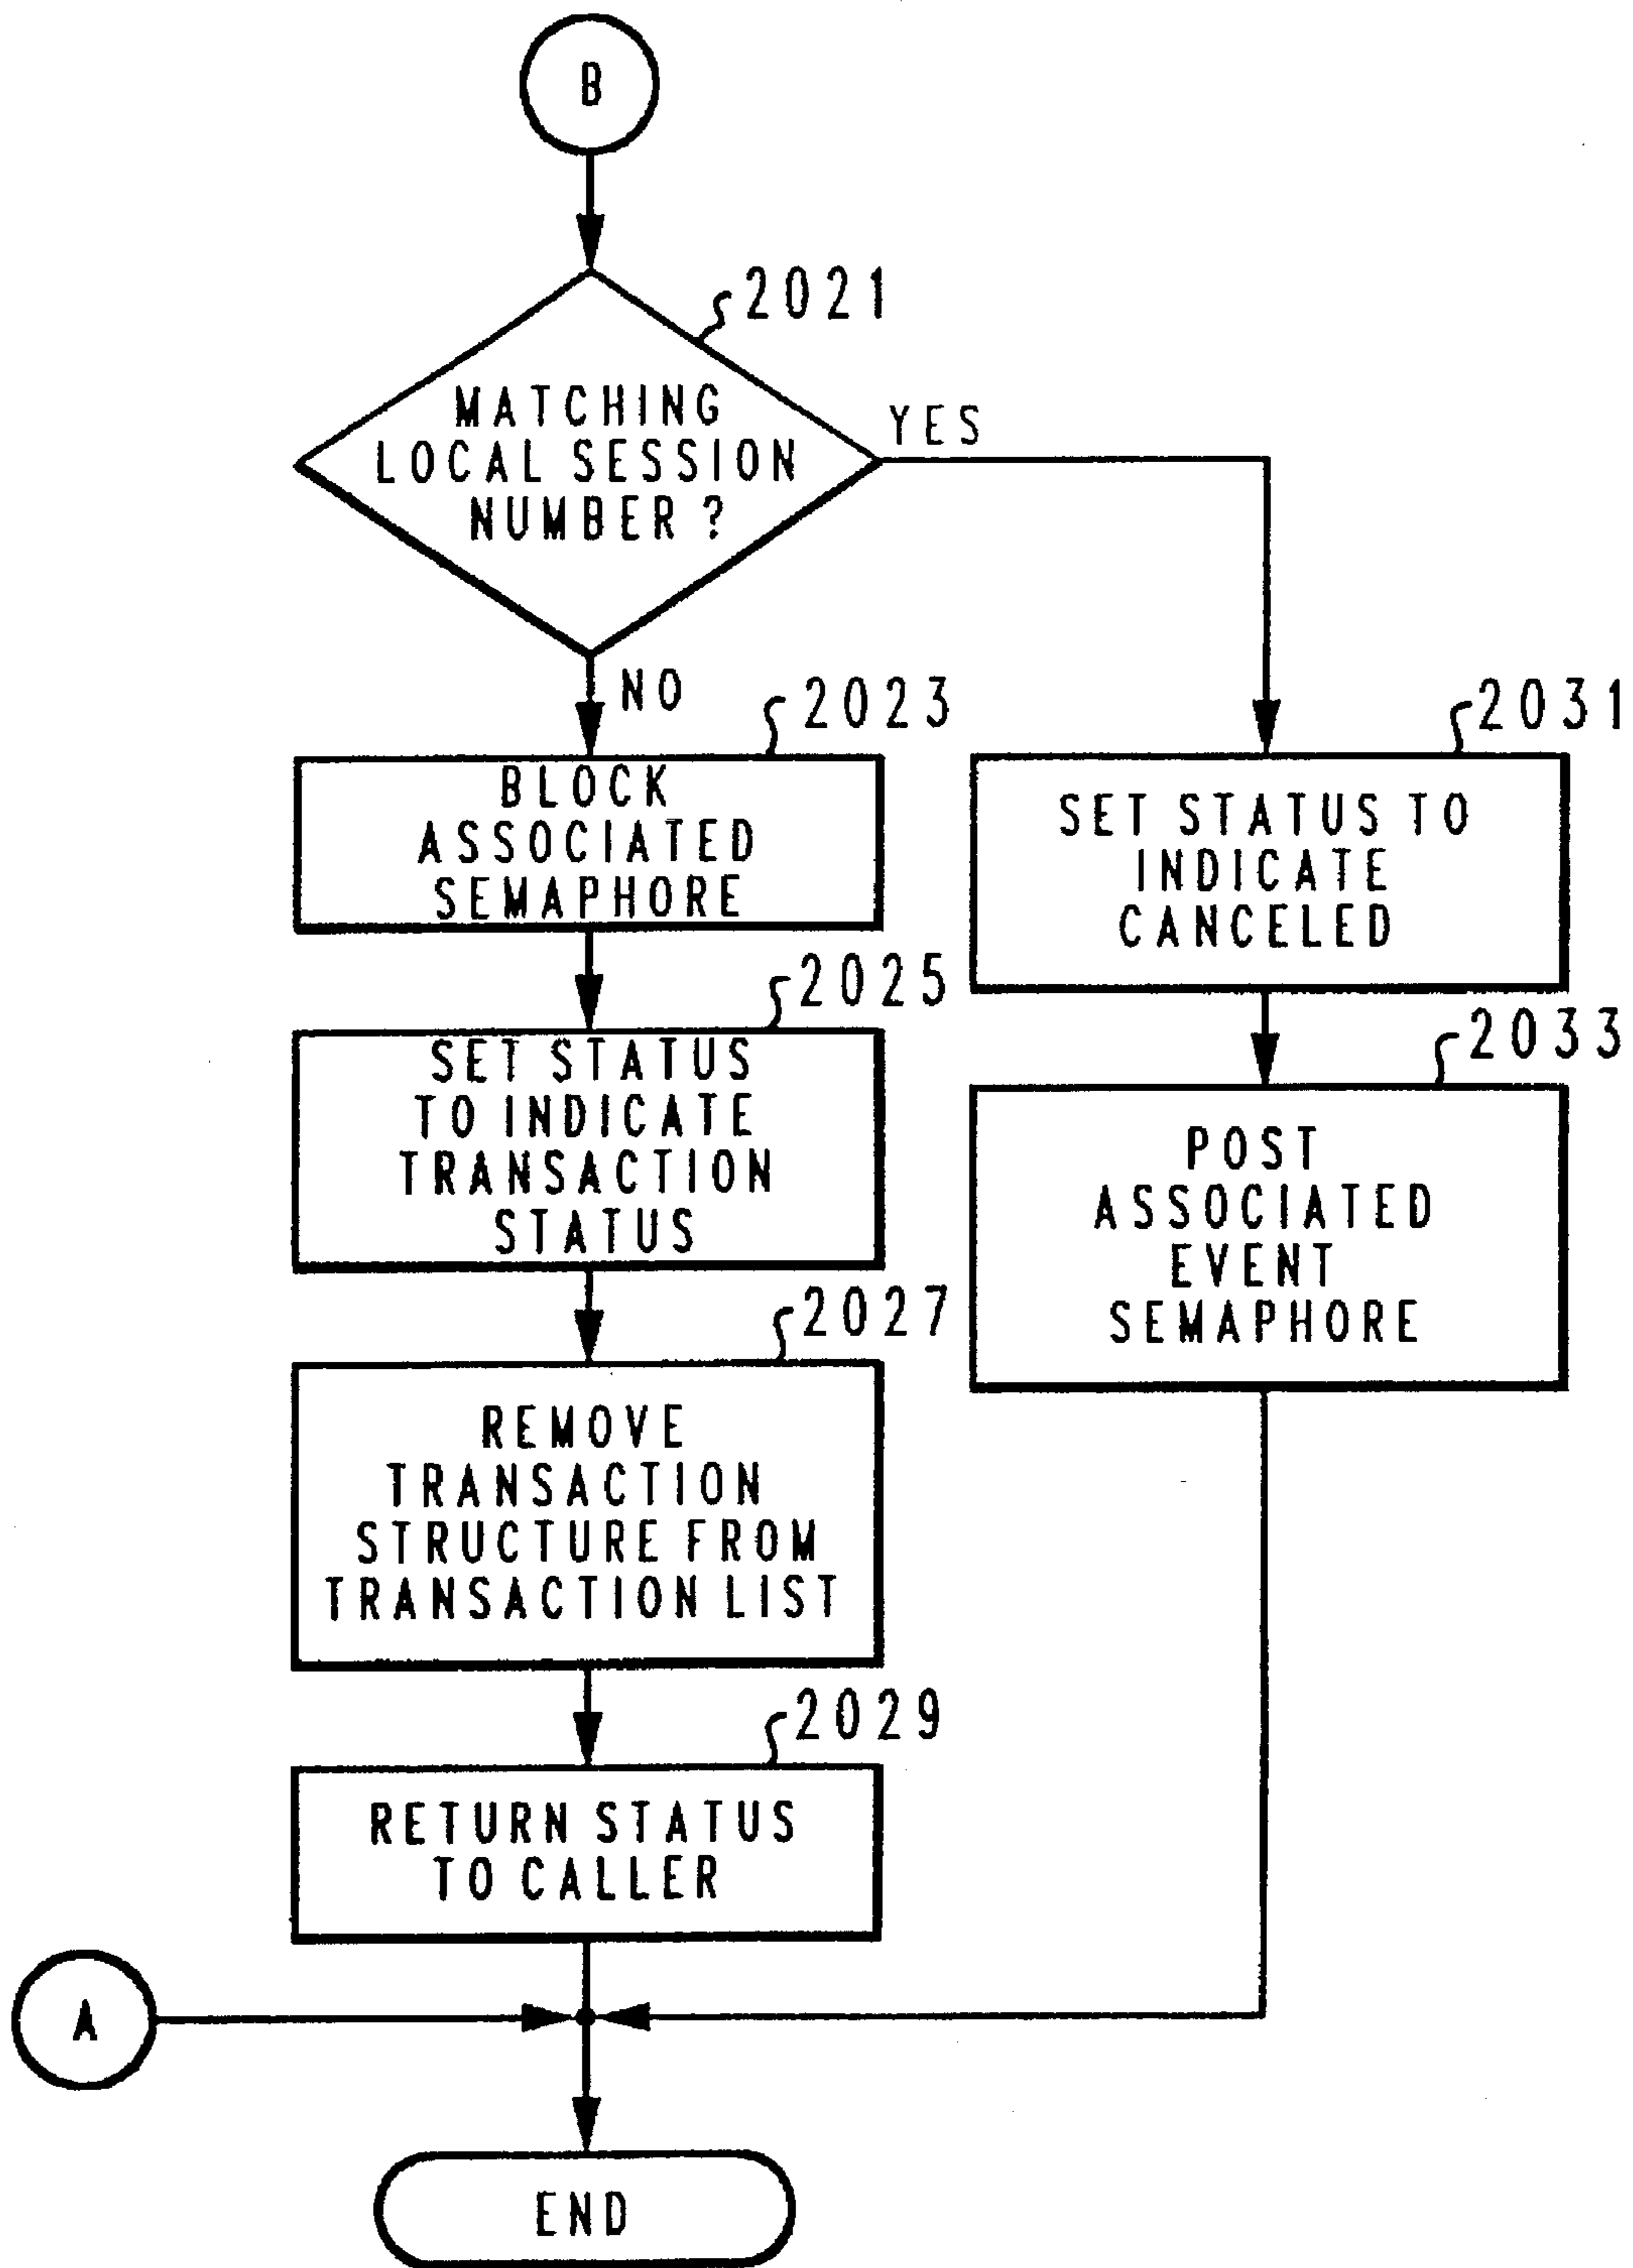 B
2021
MATCHING
LOCAL SESSION
NUMBER ?
YES
NO
2023
BLOCK
ASSOCIATED
SEMAPHORE
2025
SET STATUS
TO INDICATE
TRANSACTION
STATUS
2027
REMOVE
TRANSACTION
STRUCTURE FROM
TRANSACTION LIST
2029
RETURN STATUS
TO CALLER
2031
SET STATUS TO
INDICATE
CANCELED
2033
POST
ASSOCIATED
EVENT
SEMAPHORE
A
END